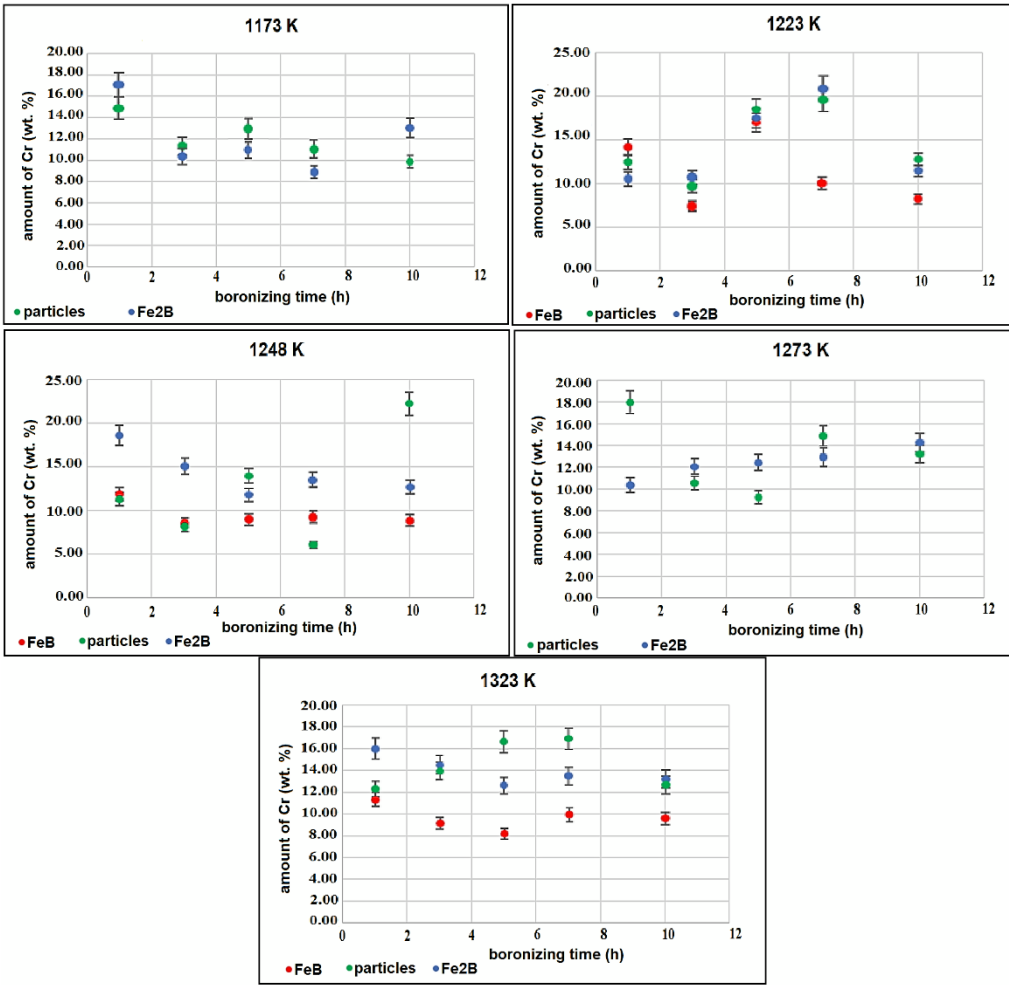 1173 K
amount of Cr (wt. %)
20.00
18.00
16.00
14.00
12.00
10.00
8.00
6.00
4.00
2.00
0.00
0 2 4 6 8 10 12
boronizing time (h)
particles Fe2B
1223 K
amount of Cr (wt. %)
25.00
20.00
15.00
10.00
5.00
0.00
0 2 4 6 8 10 12
boronizing time (h)
FeB particles Fe2B
1248 K
amount of Cr (wt. %)
25.00
20.00
15.00
10.00
5.00
0.00
0 2 4 6 8 10 12
boronizing time (h)
FeB particles Fe2B
1273 K
amount of Cr (wt. %)
20.00
18.00
16.00
14.00
12.00
10.00
8.00
6.00
4.00
2.00
0.00
0 2 4 6 8 10 12
boronizing time (h)
particles Fe2B
1323 K
amount of Cr (wt. %)
20.00
18.00
16.00
14.00
12.00
10.00
8.00
6.00
4.00
2.00
0.00
0 2 4 6 8 10 12
boronizing time (h)
FeB particles Fe2B